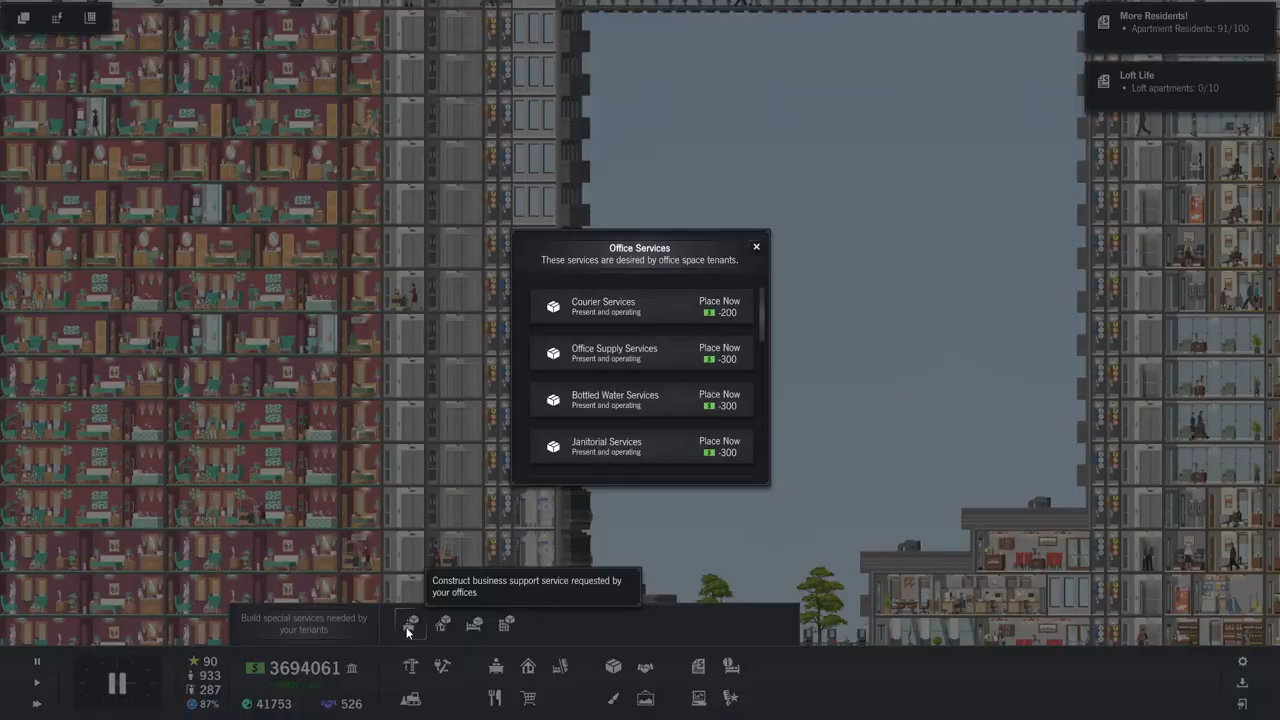 More Residents!
• Apartment Residents: 91/100
Loft Life
• Loft apartments: 0/10
Office Services
These services are desired by office space tenants.
Courier Services
Present and operating
Place Now
-200
Office Supply Services
Present and operating
Place Now
-300
Bottled Water Services
Present and operating
Place Now
-300
Janitorial Services
Present and operating
Place Now
-300
Construct business support service requested by
your offices
Build special services needed by
your tenants
90
933
287
87%
3694061
41753
526